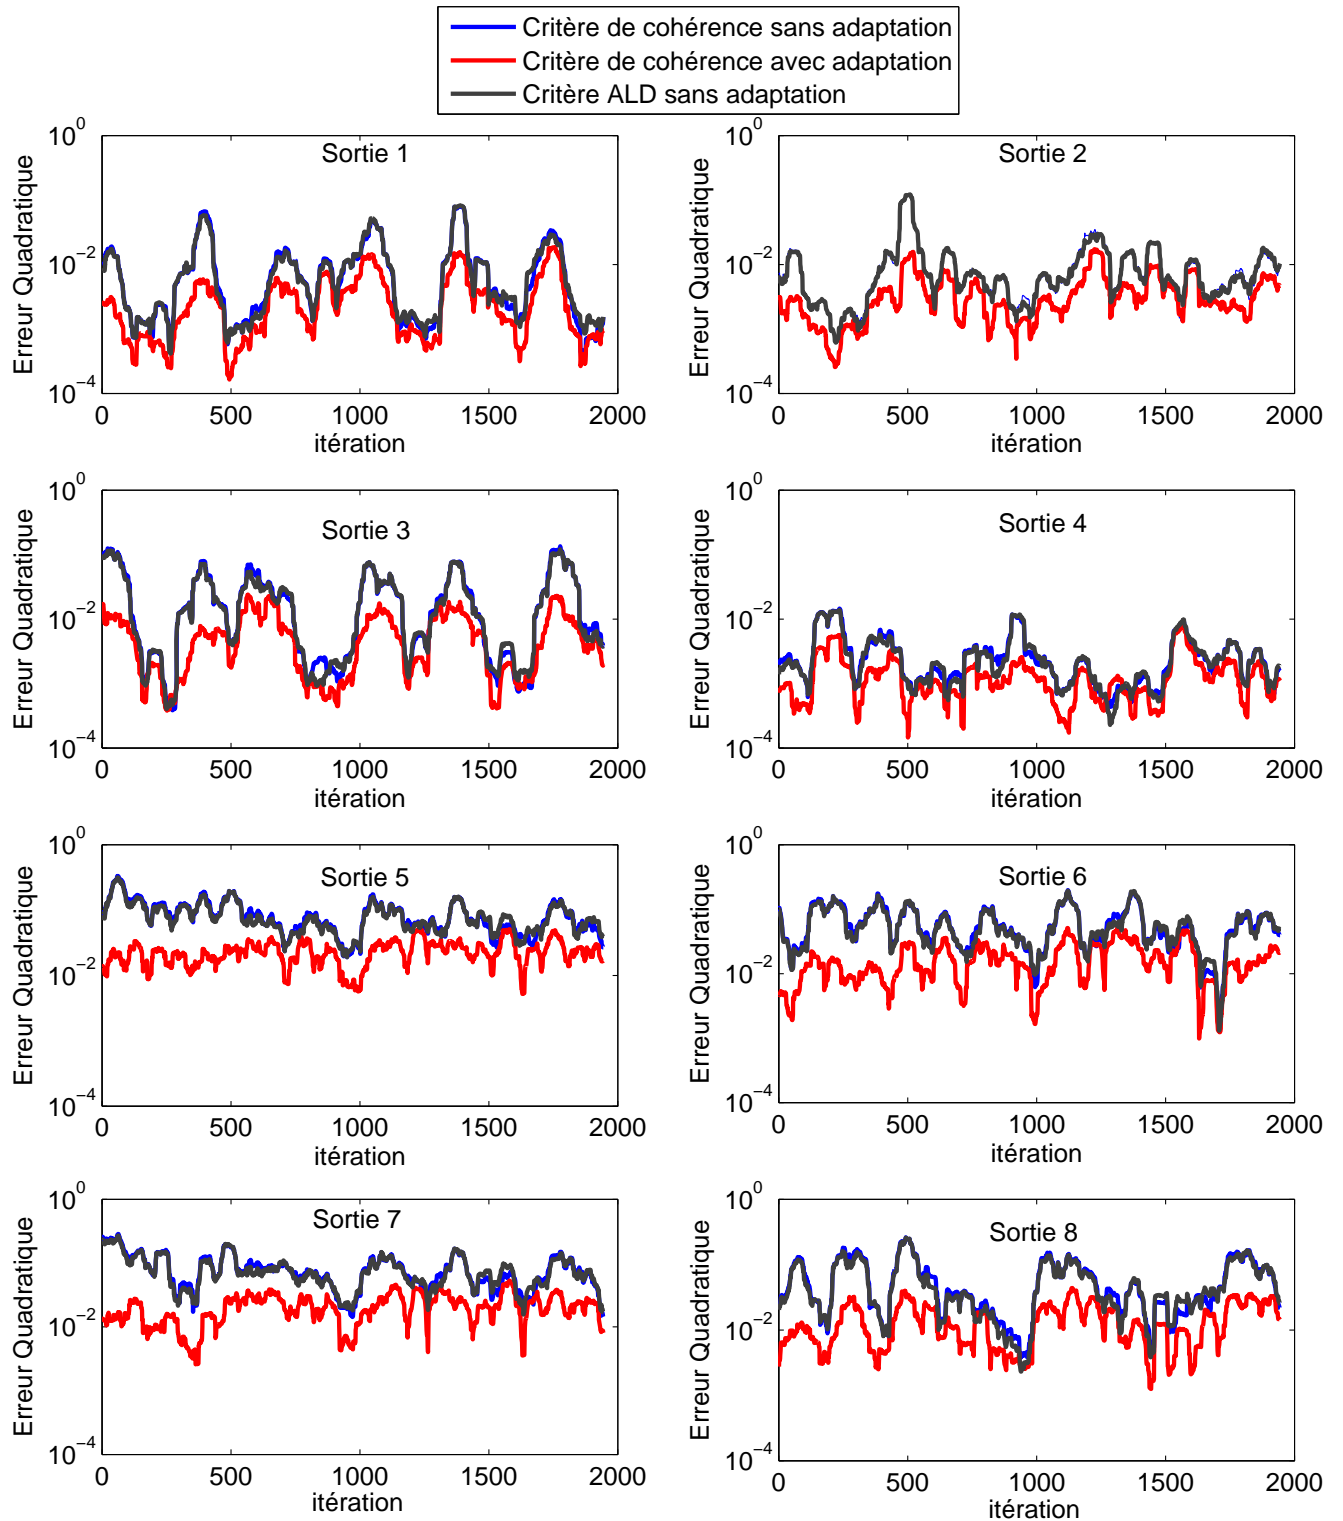 Critère de cohérence sans adaptation
Critère de cohérence avec adaptation
Critère ALD sans adaptation
Sortie 1
Erreur Quadratique
10^0
10^−2
10^−4
0 500 1000 1500 2000
itération
Sortie 2
Erreur Quadratique
10^0
10^−2
10^−4
0 500 1000 1500 2000
itération
Sortie 3
Erreur Quadratique
10^0
10^−2
10^−4
0 500 1000 1500 2000
itération
Sortie 4
Erreur Quadratique
10^0
10^−2
10^−4
0 500 1000 1500 2000
itération
Sortie 5
Erreur Quadratique
10^0
10^−2
10^−4
0 500 1000 1500 2000
itération
Sortie 6
Erreur Quadratique
10^0
10^−2
10^−4
0 500 1000 1500 2000
itération
Sortie 7
Erreur Quadratique
10^0
10^−2
10^−4
0 500 1000 1500 2000
itération
Sortie 8
Erreur Quadratique
10^0
10^−2
10^−4
0 500 1000 1500 2000
itération